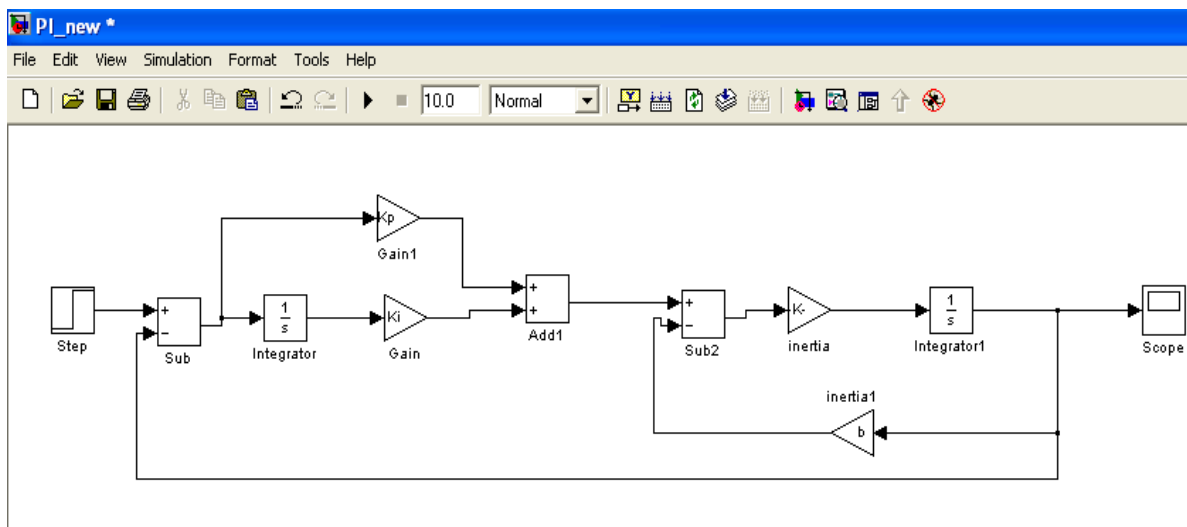 PI_new *
File Edit View Simulation Format Tools Help
10.0 Normal
Kp
Gain1
Step
+
−
Sub
1
s
Integrator
Ki
Gain
+
+
Add1
+
−
Sub2
K-
inertia
1
s
Integrator1
Scope
inertia1
b